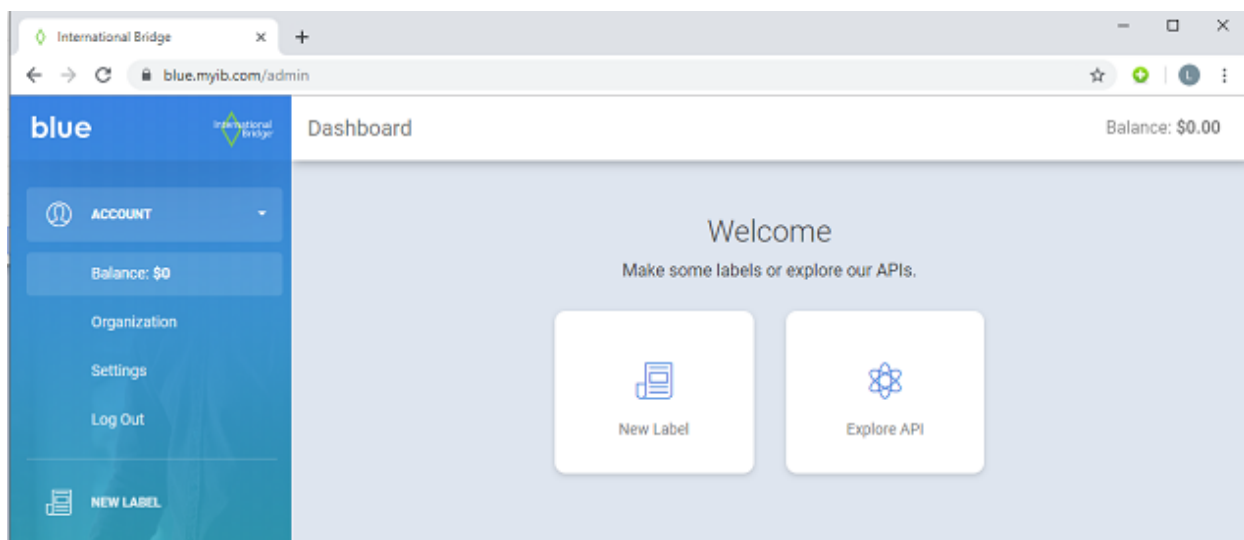 International Bridge
blue.myib.com/admin
L
blue
International
Bridge
Dashboard
Balance: $0.00
ACCOUNT
Balance: $0
Organization
Settings
Log Out
NEW LABEL
Welcome
Make some labels or explore our APIs.
New Label
Explore API